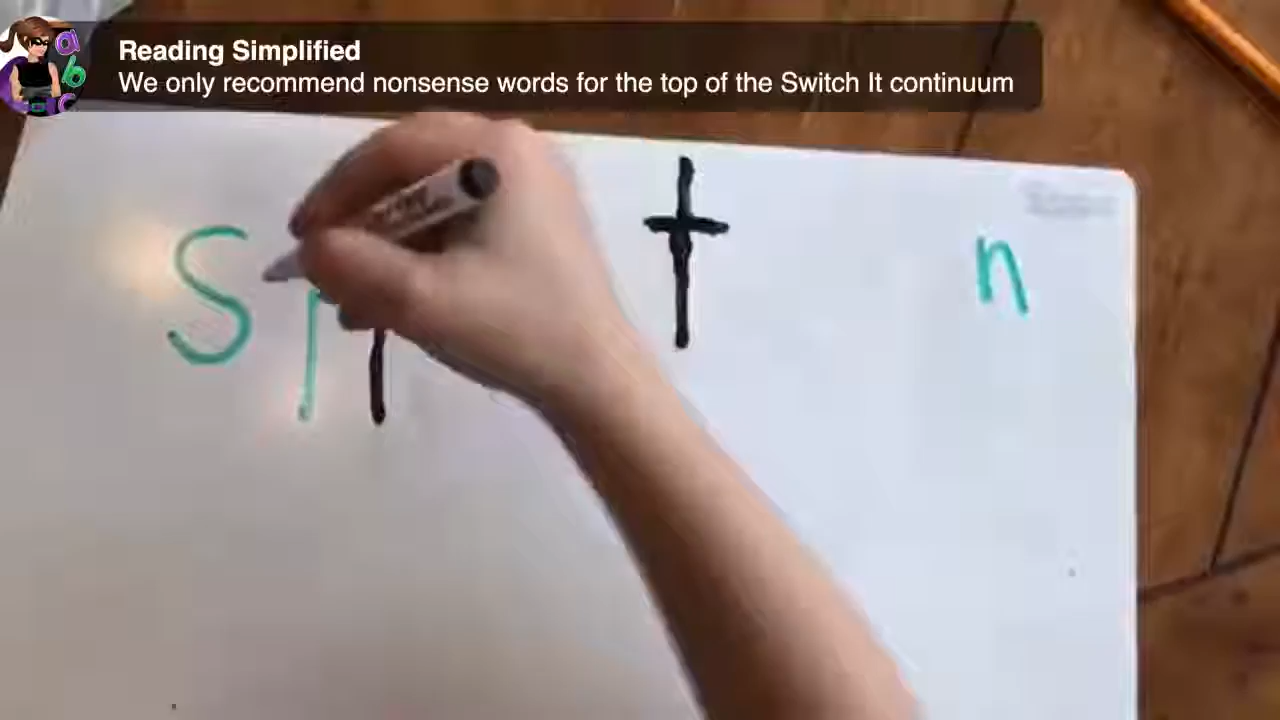 Reading Simplified
We only recommend nonsense words for the top of the Switch It continuum
S t n